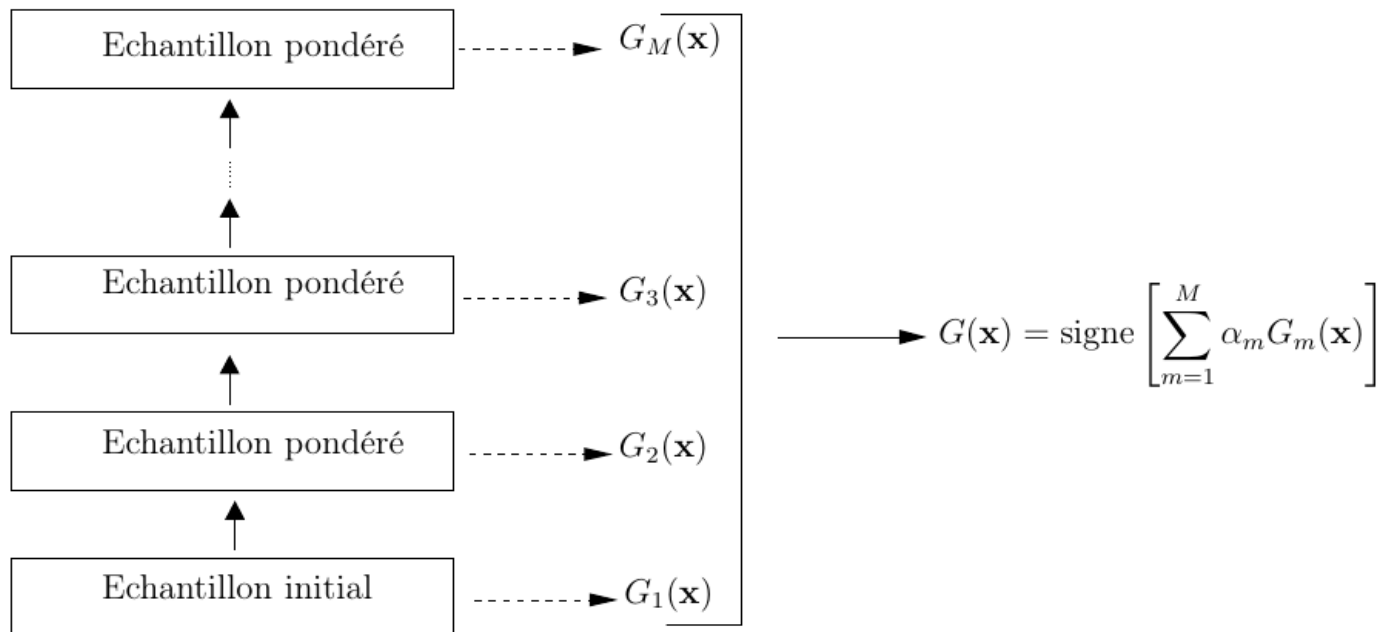 Echantillon pondéré
G_M(x)
Echantillon pondéré
G_3(x)
G(x) = signe [∑_{m=1}^{M} α_m G_m(x)]
Echantillon pondéré
G_2(x)
Echantillon initial
G_1(x)